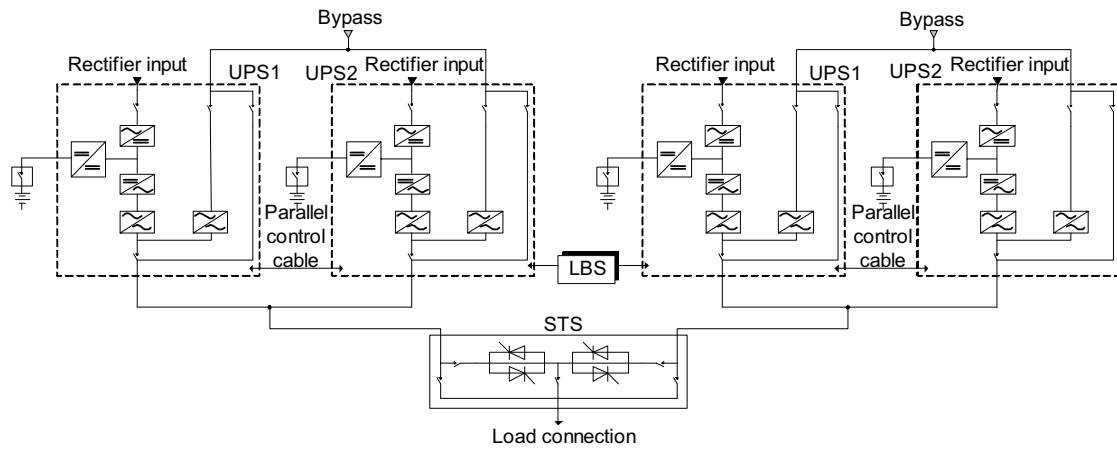 Bypass
Bypass
Rectifier input
UPS1
UPS2
Rectifier input
Rectifier input
UPS1
UPS2
Rectifier input
Parallel
control
cable
Parallel
control
cable
LBS
STS
Load connection